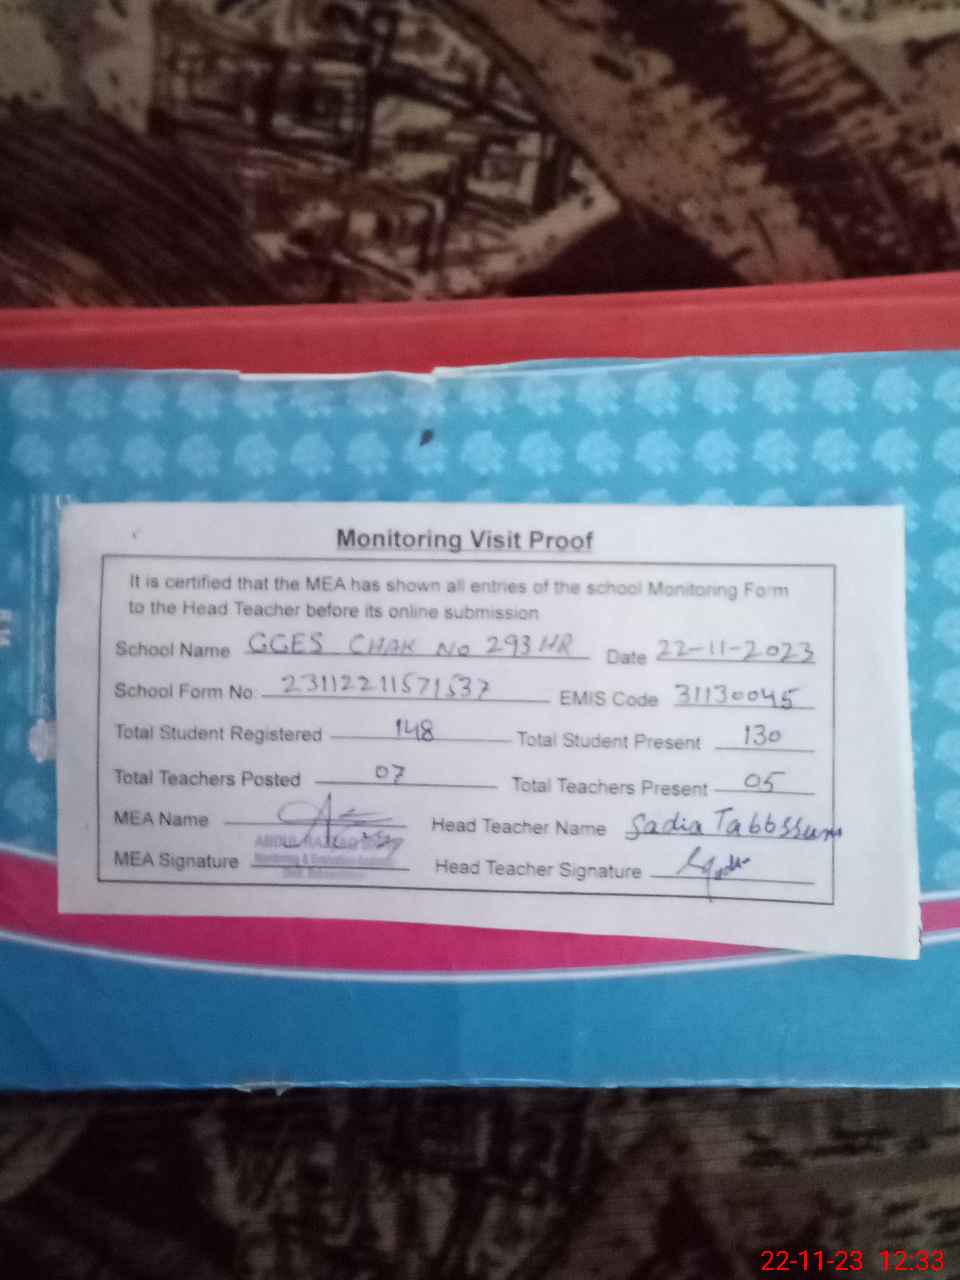 Monitoring Visit Proof
It is certified that the MEA has shown all entries of the school Monitoring Form
to the Head Teacher before its online submission
School Name GGES CHAK No 293 HR Date 22-11-2023
School Form No. 23112211571537 EMIS Code 31130045
Total Student Registered 148 Total Student Present 130
Total Teachers Posted 07 Total Teachers Present 05
MEA Name Head Teacher Name Sadia Tabbssum
ABDUL
MEA Signature Monitoring & Evaluation Head Teacher Signature
22-11-23 12:33